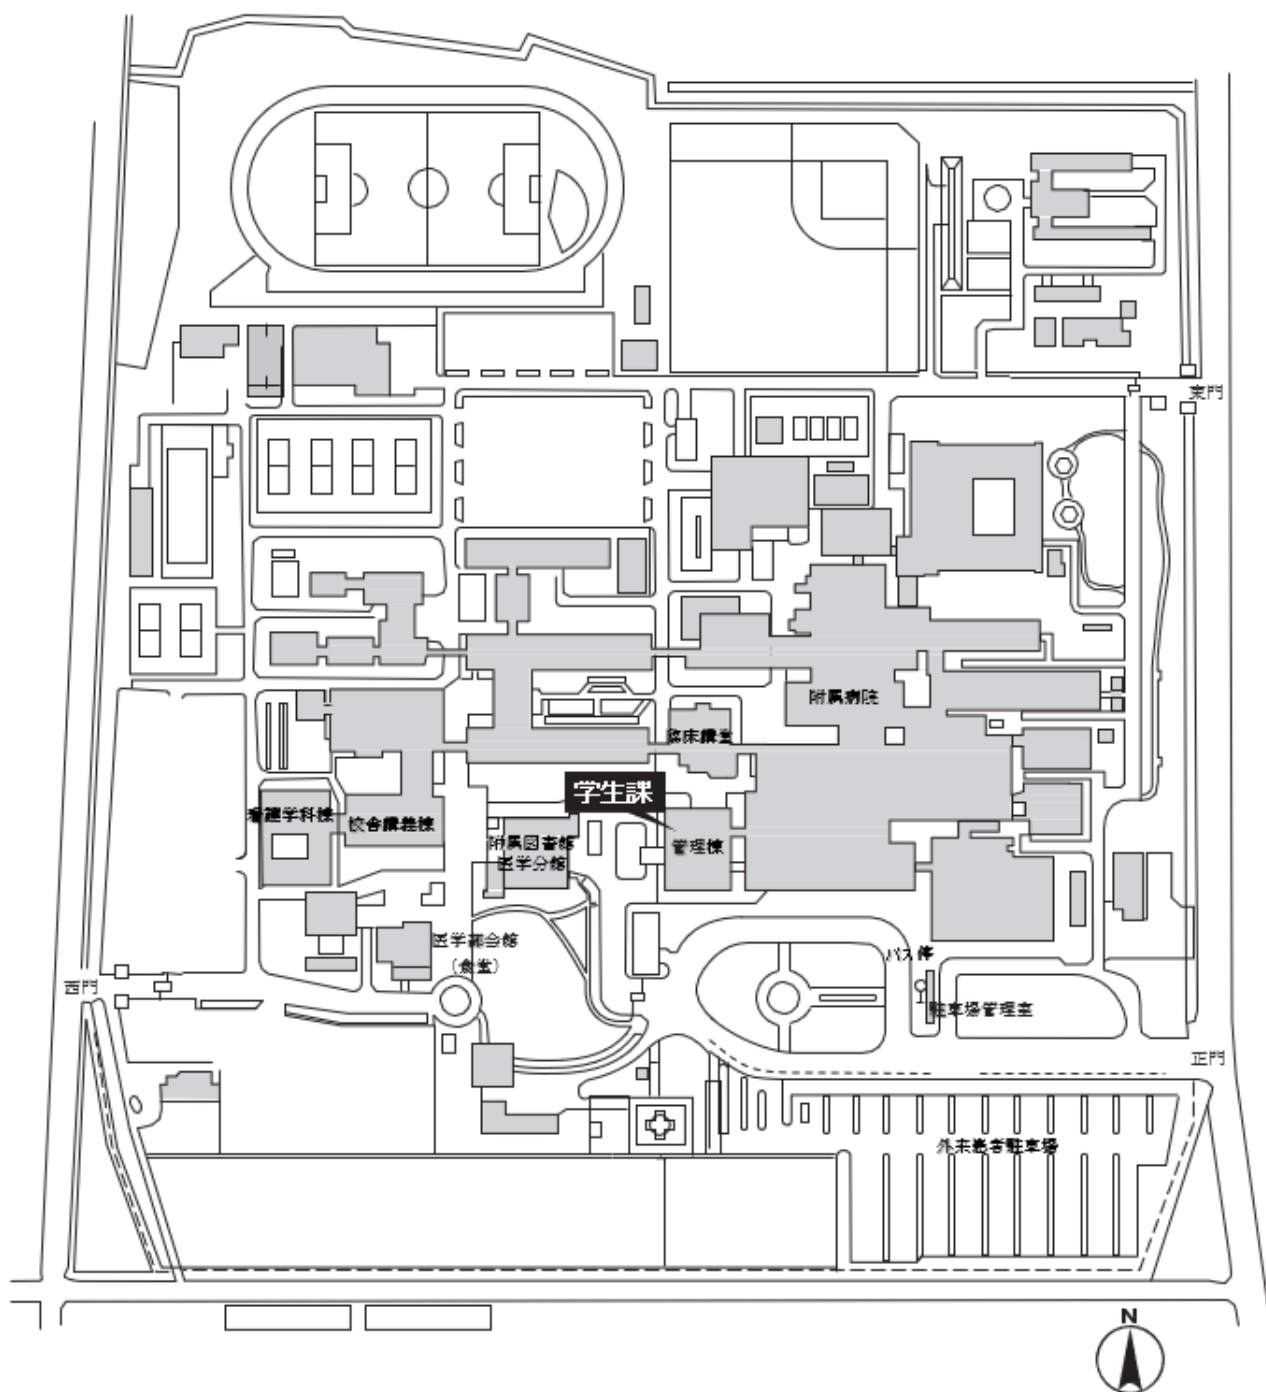 東門
附属病院
臨床講堂
学生課
看護学科棟
校舎講義棟
附属図書館
医学分館
管理棟
医学部会館
(食堂)
バス停
西門
駐車場管理室
正門
外来患者駐車場
N